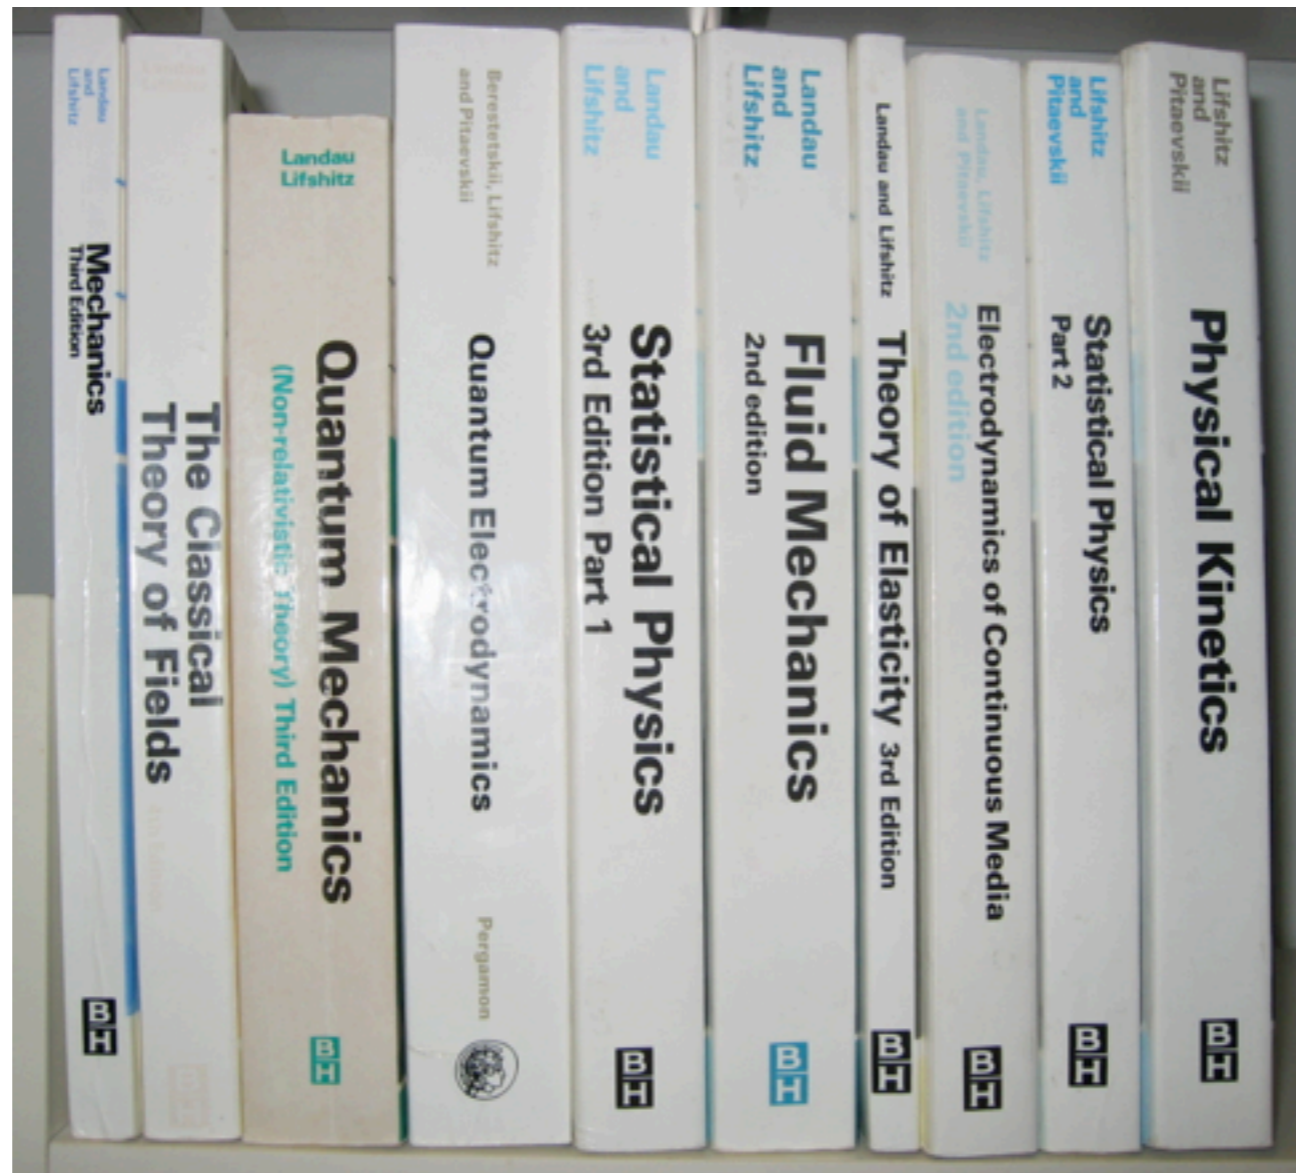 Landau
and
Lifshitz
Mechanics
Third Edition
BH
Landau
The Classical
Theory of Fields
4th Edition
Landau
Lifshitz
Quantum Mechanics
(Non-relativistic Theory) Third Edition
BH
Berestetskii, Lifshitz
and Pitaevskii
Quantum Electrodynamics
Pergamon
Landau
and
Lifshitz
Statistical Physics
3rd Edition Part 1
BH
Landau
and
Lifshitz
Fluid Mechanics
2nd edition
BH
Landau and Lifshitz
Theory of Elasticity 3rd Edition
BH
Landau, Lifshitz
and Pitaevskii
Electrodynamics of Continuous Media
2nd edition
BH
Lifshitz
and
Pitaevskii
Statistical Physics
Part 2
BH
Lifshitz
and
Pitaevskii
Physical Kinetics
BH